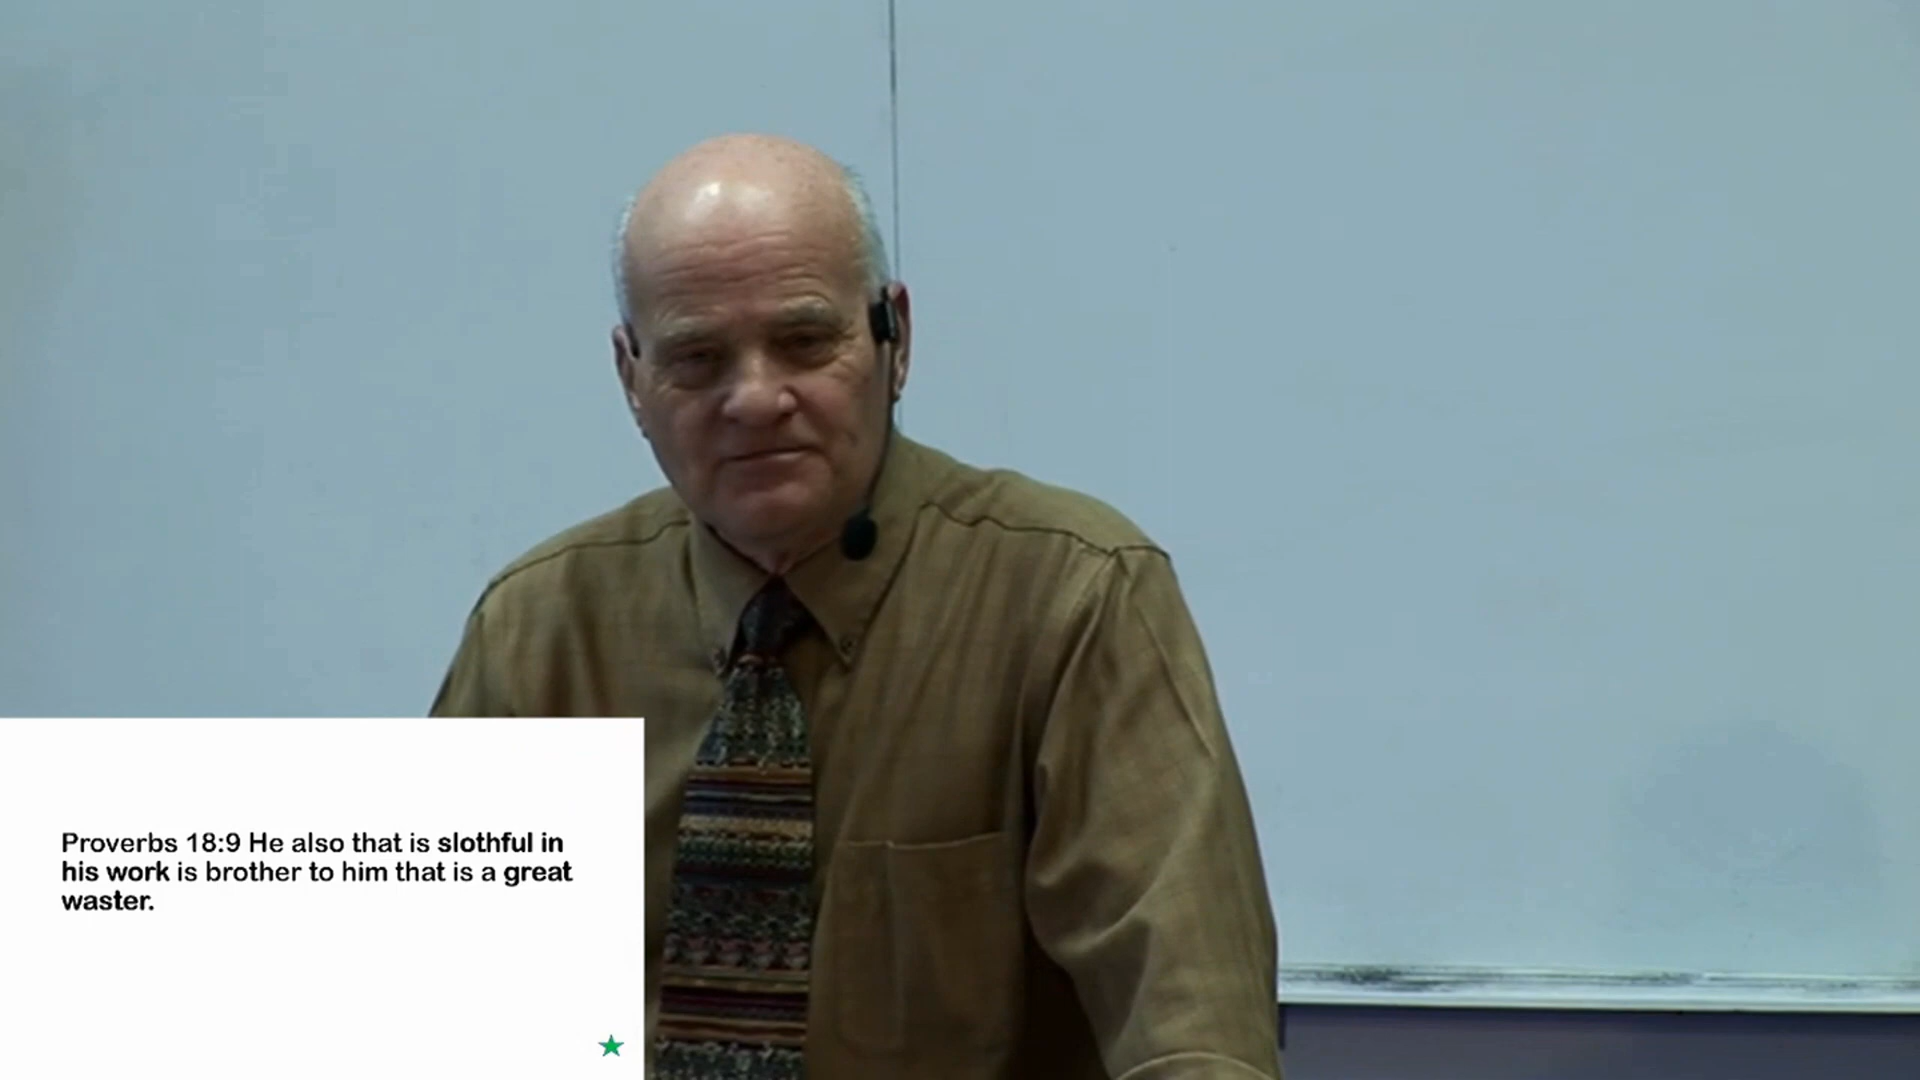 Proverbs 18:9 He also that is slothful in
his work is brother to him that is a great
waster.